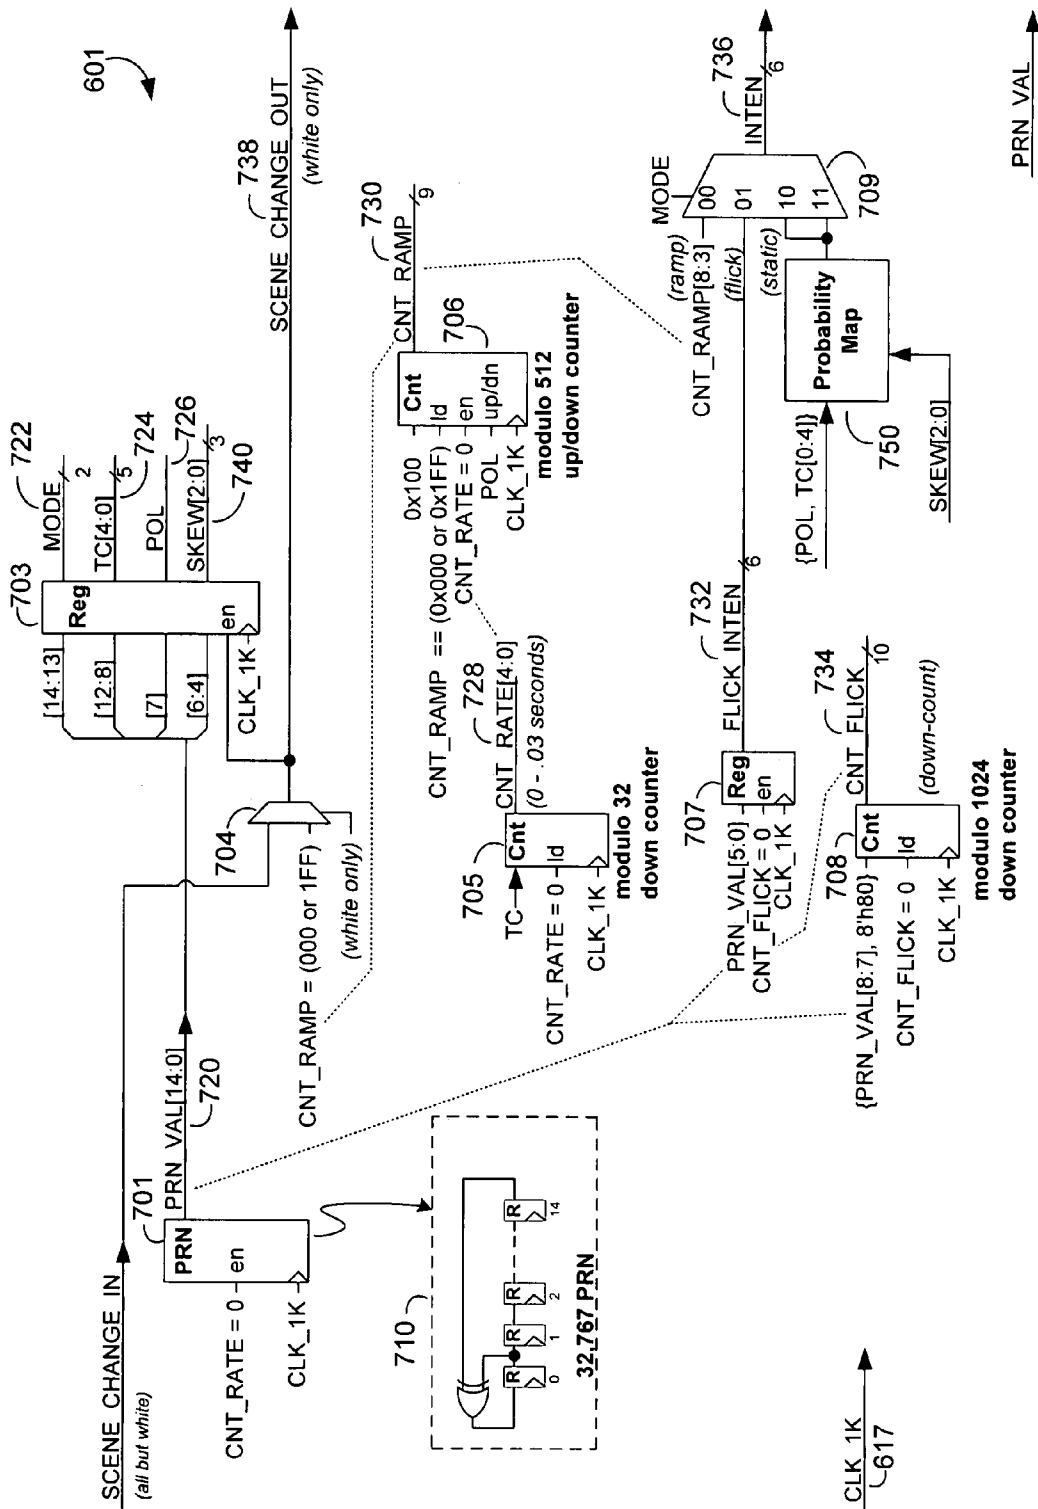 601
SCENE CHANGE IN
(all but white)
701
PRN
en
CNT_RATE = 0
CLK_1K
PRN_VAL[14:0]
720
704
CNT_RAMP = (000 or 1FF)
(white only)
[14:13]
[12:8]
[7]
[6:4]
703
Reg
en
CLK_1K
MODE
722
2
TC[4:0]
724
5
POL
726
SKEW[2:0]
3
740
738
SCENE CHANGE OUT
(white only)
710
R
R
R
R
0
1
2
14
32,767 PRN
705
TC
Cnt
ld
CNT_RATE = 0
CLK_1K
modulo 32
down counter
728
CNT_RATE[4:0]
(0 - .03 seconds)
0x100
CNT_RAMP == (0x000 or 0x1FF)
CNT_RATE = 0
POL
CLK_1K
Cnt
ld
en
up/dn
706
modulo 512
up/down counter
730
CNT_RAMP
9
707
PRN_VAL[5:0]
CNT_FLICK = 0
CLK_1K
Reg
en
732
FLICK_INTEN
6
708
{PRN_VAL[8:7], 8'h80}
CNT_FLICK = 0
CLK_1K
Cnt
ld
modulo 1024
down counter
734
CNT_FLICK
10
(down-count)
{POL, TC[0:4]}
Probability
Map
750
SKEW[2:0]
(ramp)
CNT_RAMP[8:3]
(flick)
(static)
MODE
00
01
10
11
709
736
INTEN
6
CLK_1K
617
PRN_VAL